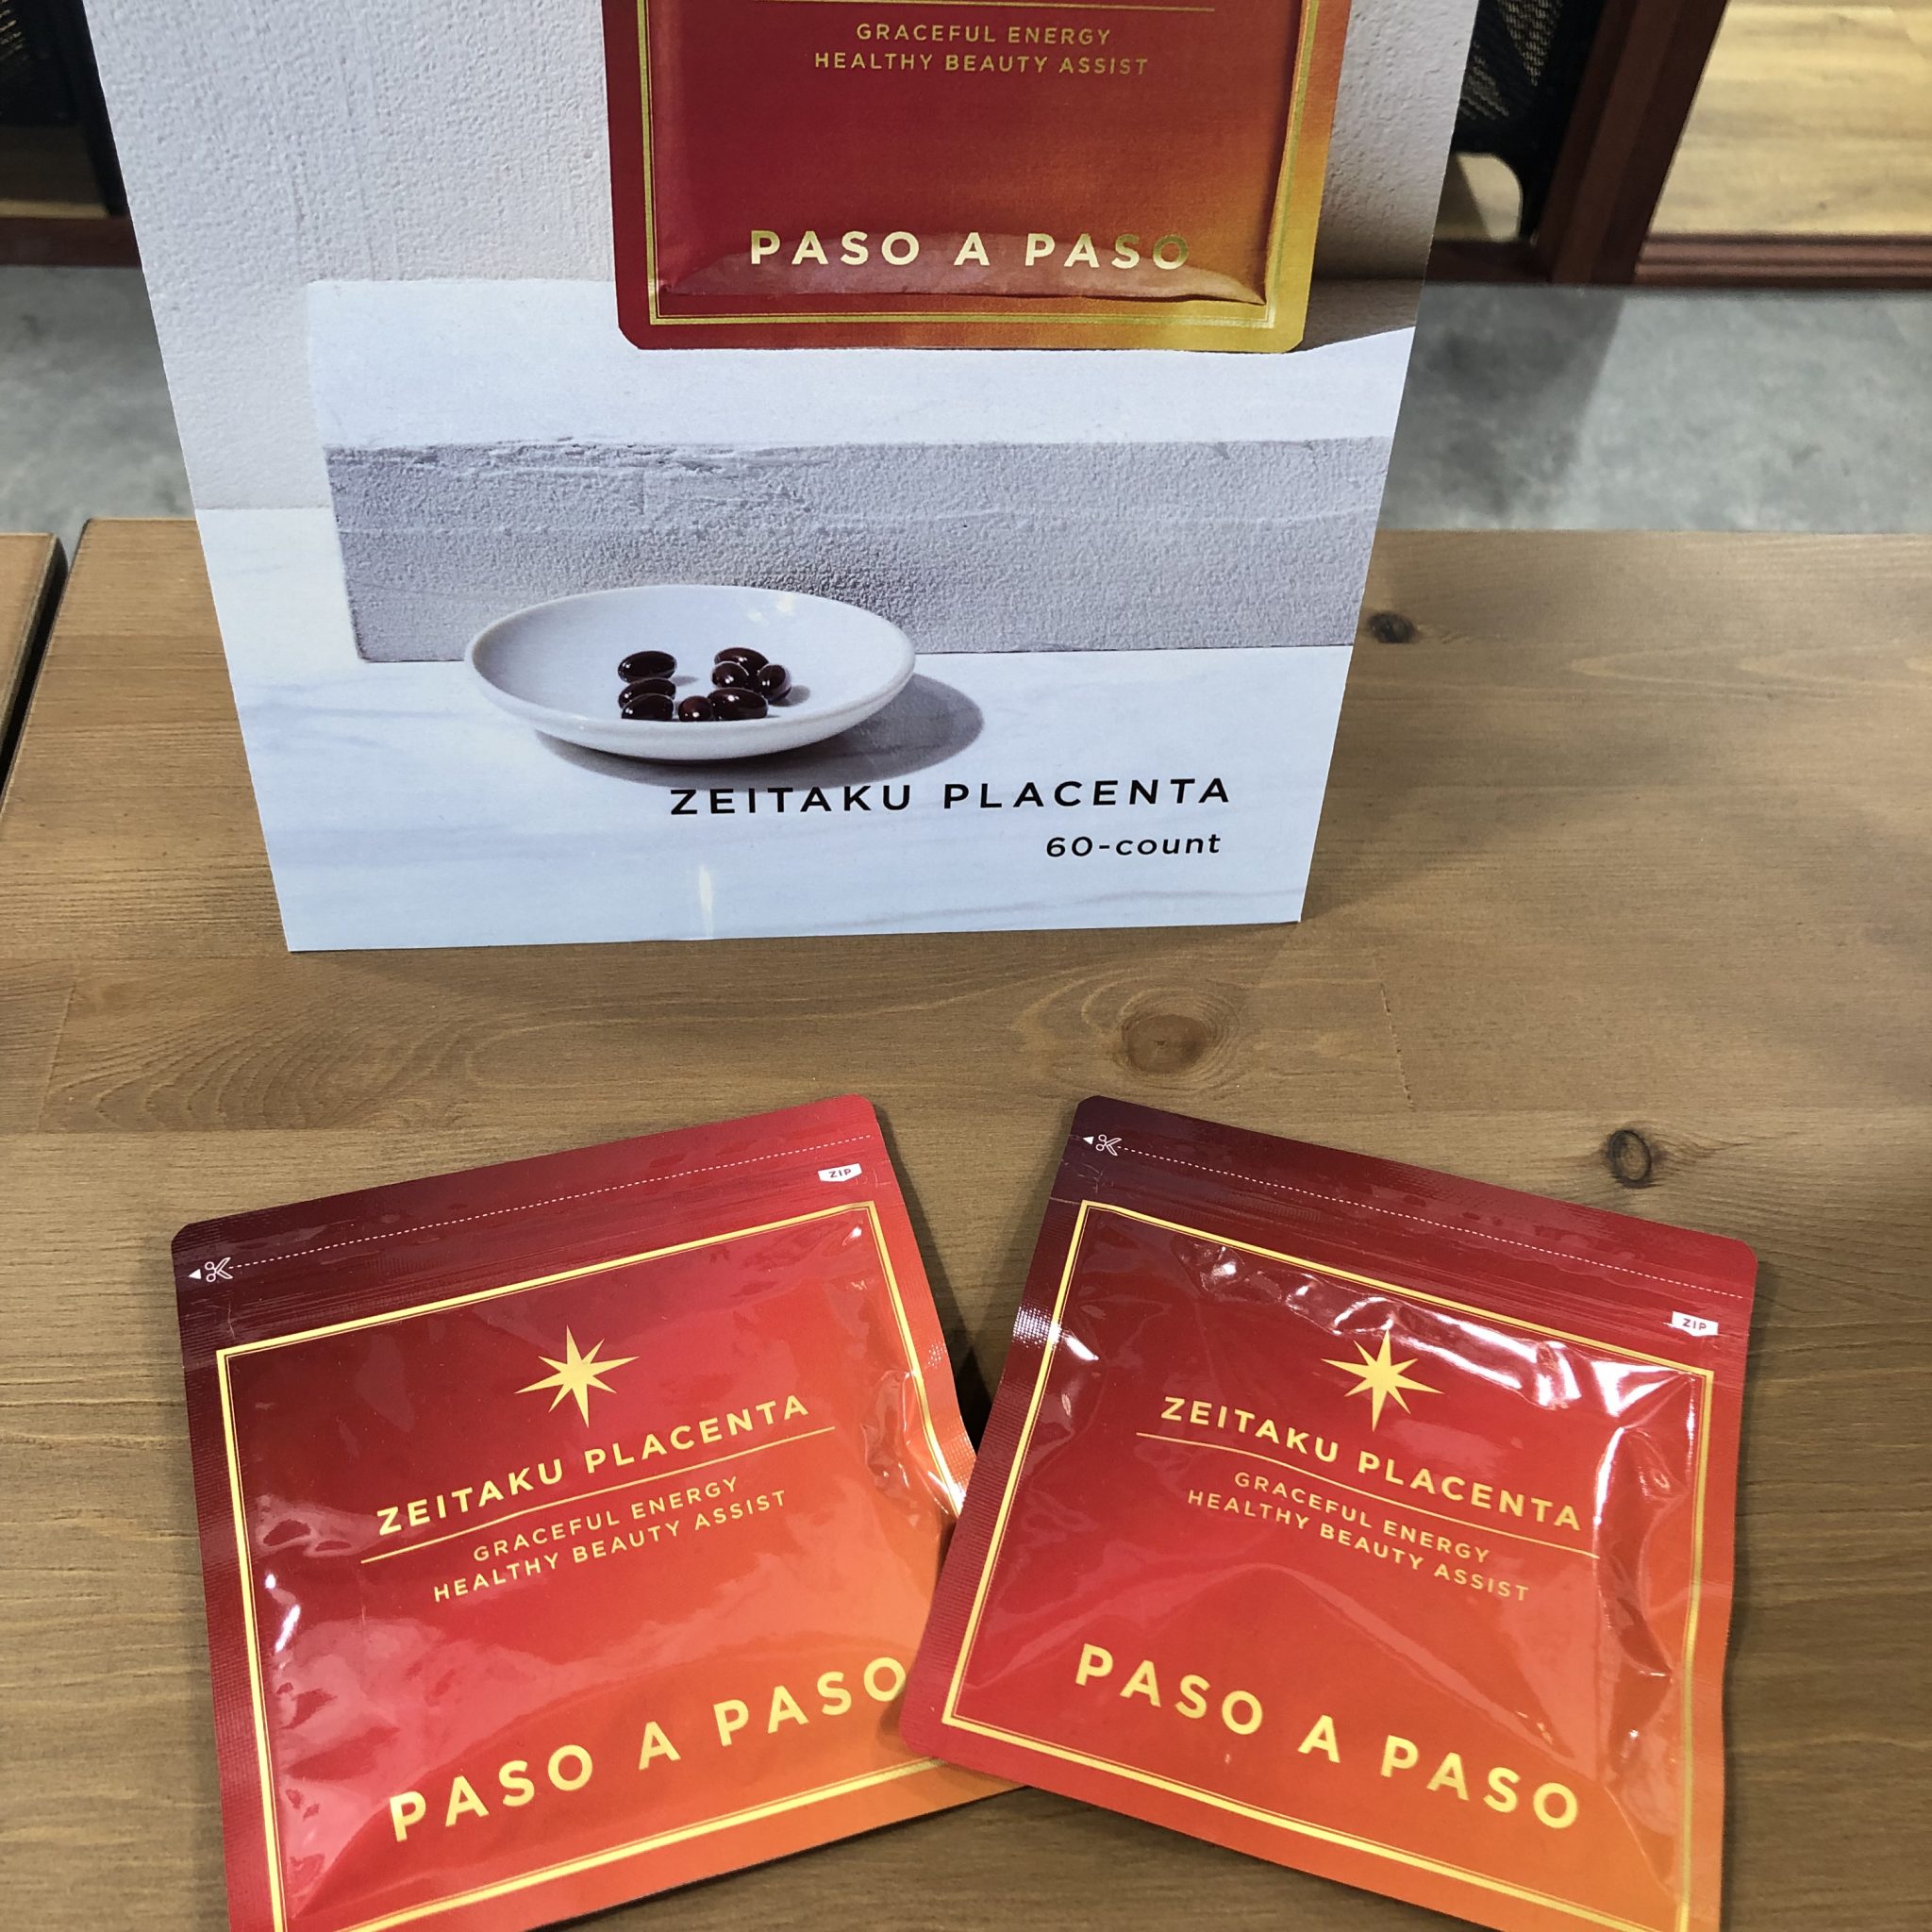 GRACEFUL ENERGY
HEALTHY BEAUTY ASSIST
PASO A PASO
ZEITAKU PLACENTA
60-count
ZIP
ZEITAKU PLACENTA
GRACEFUL ENERGY
HEALTHY BEAUTY ASSIST
PASO A PASO
ZIP
ZEITAKU PLACENTA
GRACEFUL ENERGY
HEALTHY BEAUTY ASSIST
PASO A PASO